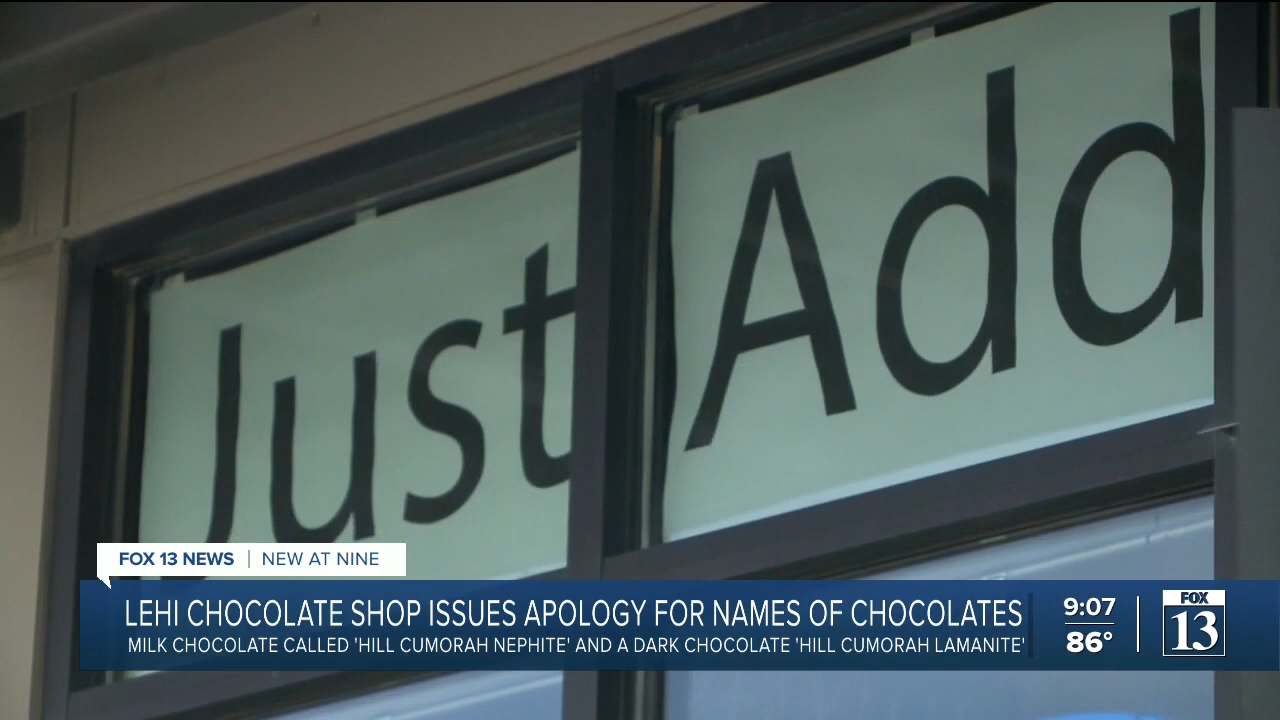 Just Add
FOX 13 NEWS | NEW AT NINE
LEHI CHOCOLATE SHOP ISSUES APOLOGY FOR NAMES OF CHOCOLATES
MILK CHOCOLATE CALLED 'HILL CUMORAH NEPHITE' AND A DARK CHOCOLATE 'HILL CUMORAH LAMANITE'
9:07
86°
FOX
13